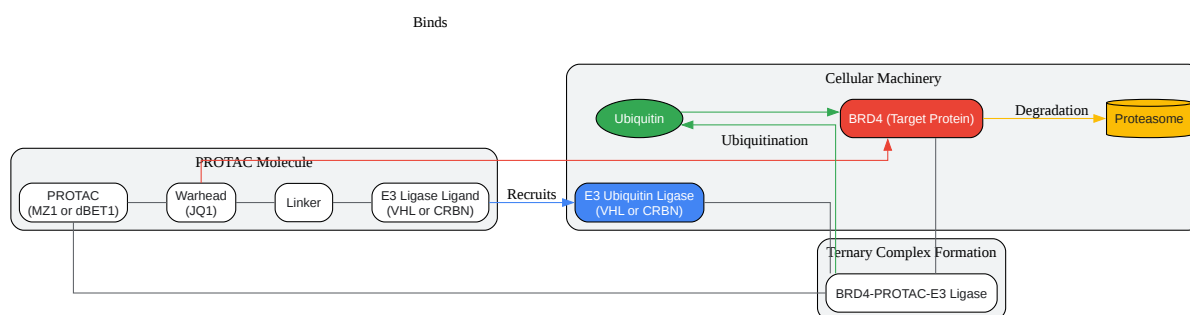 Binds
Cellular Machinery
Ubiquitin
BRD4 (Target Protein)
Degradation
Proteasome
Ubiquitination
PROTAC Molecule
PROTAC
(MZ1 or dBET1)
Warhead
(JQ1)
Linker
E3 Ligase Ligand
(VHL or CRBN)
Recruits
E3 Ubiquitin Ligase
(VHL or CRBN)
Ternary Complex Formation
BRD4-PROTAC-E3 Ligase